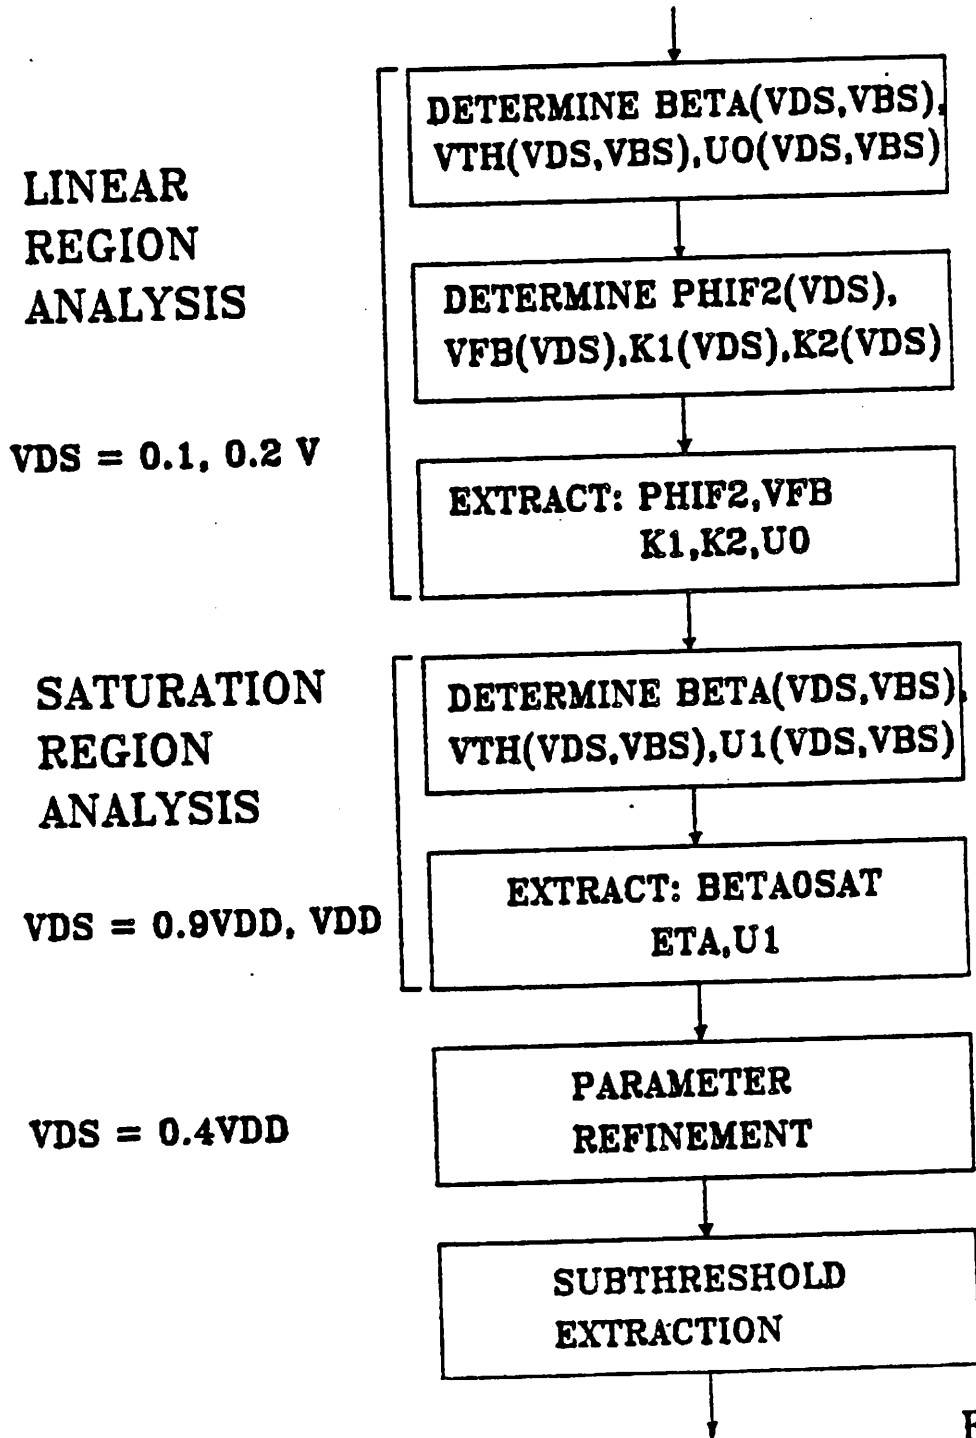 DETERMINE BETA(VDS,VBS),
VTH(VDS,VBS),U0(VDS,VBS)
LINEAR
REGION
ANALYSIS
DETERMINE PHIF2(VDS),
VFB(VDS),K1(VDS),K2(VDS)
VDS = 0.1, 0.2 V
EXTRACT: PHIF2,VFB
K1,K2,U0
SATURATION
REGION
ANALYSIS
DETERMINE BETA(VDS,VBS),
VTH(VDS,VBS),U1(VDS,VBS)
VDS = 0.9VDD, VDD
EXTRACT: BETA0SAT
ETA,U1
VDS = 0.4VDD
PARAMETER
REFINEMENT
SUBTHRESHOLD
EXTRACTION